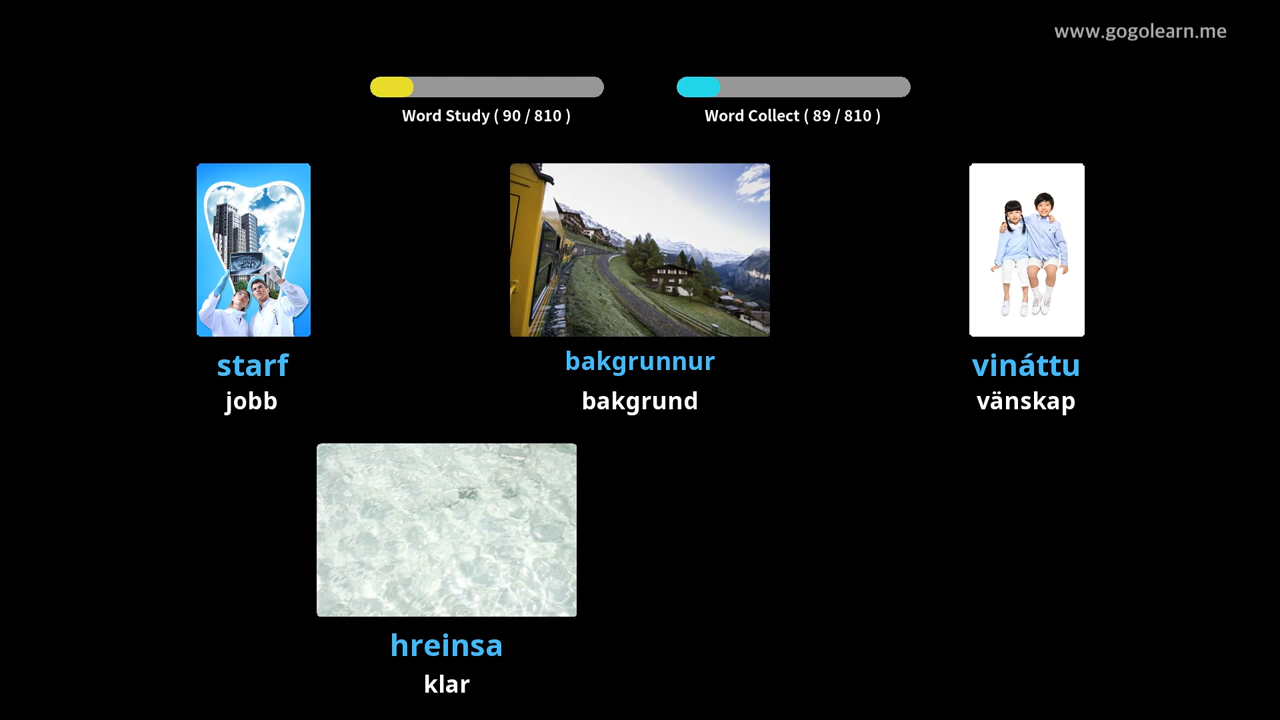 www.gogolearn.me
Word Study ( 90 / 810 )
Word Collect ( 89 / 810 )
starf
jobb
bakgrunnur
bakgrund
vináttu
vänskap
hreinsa
klar